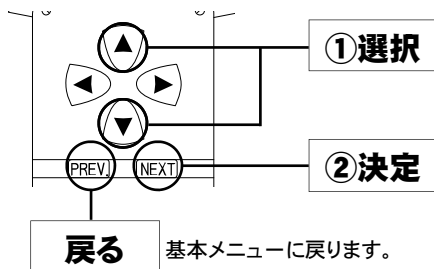 ①選択
PREV.
NEXT
②決定
戻る
基本メニューに戻ります。